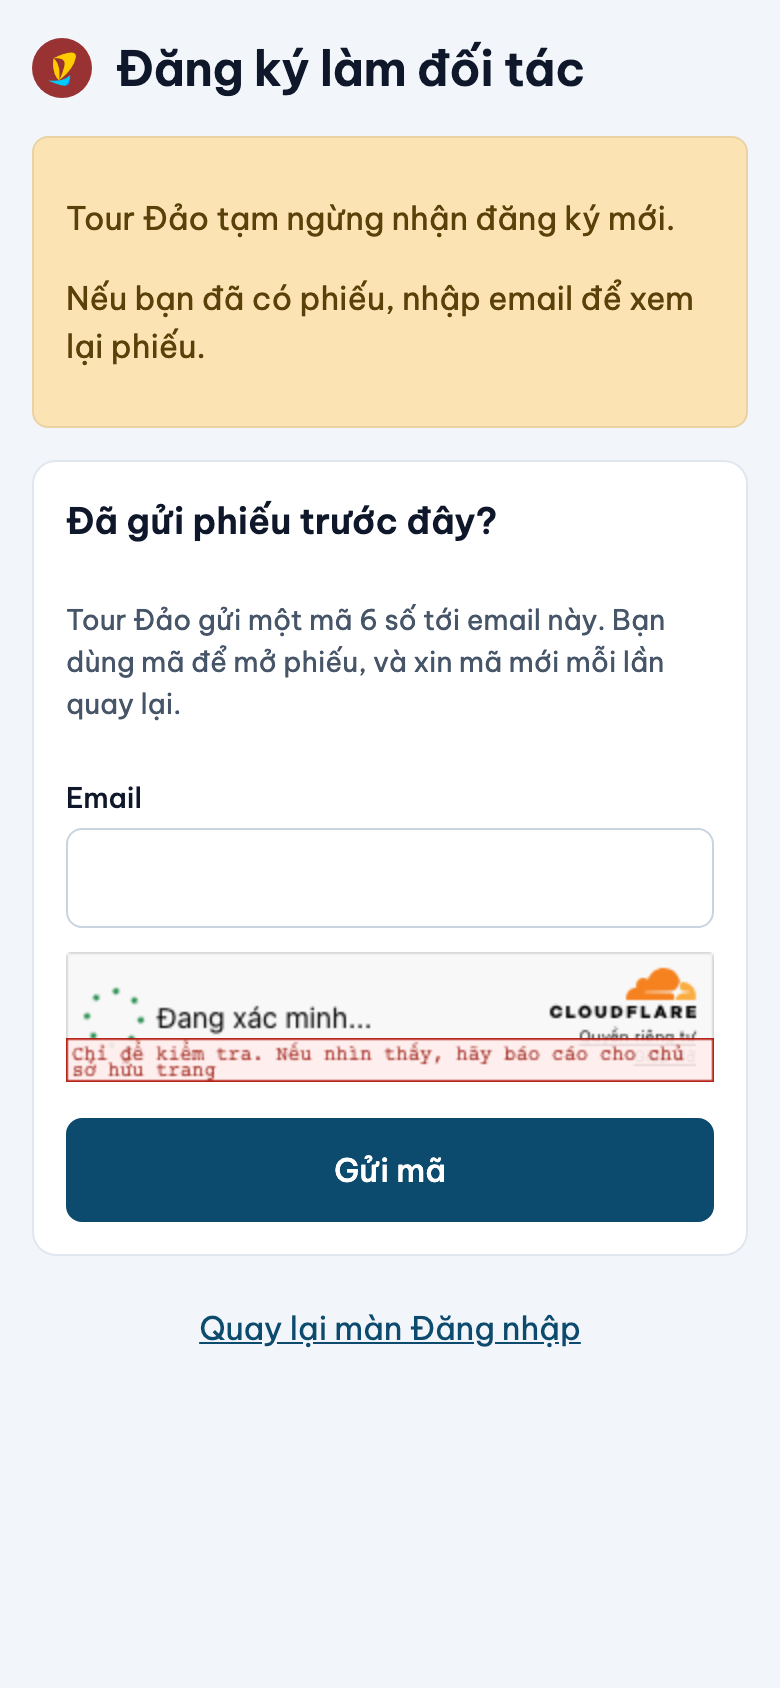 Đăng ký làm đối tác
Tour Đảo tạm ngừng nhận đăng ký mới.
Nếu bạn đã có phiếu, nhập email để xem
lại phiếu.
Đã gửi phiếu trước đây?
Tour Đảo gửi một mã 6 số tới email này. Bạn
dùng mã để mở phiếu, và xin mã mới mỗi lần
quay lại.
Email
Đang xác minh...
CLOUDFLARE
Quyền riêng tư
Chỉ để kiểm tra. Nếu nhìn thấy, hãy báo cáo cho chủ
sở hữu trang
Gửi mã
Quay lại màn Đăng nhập